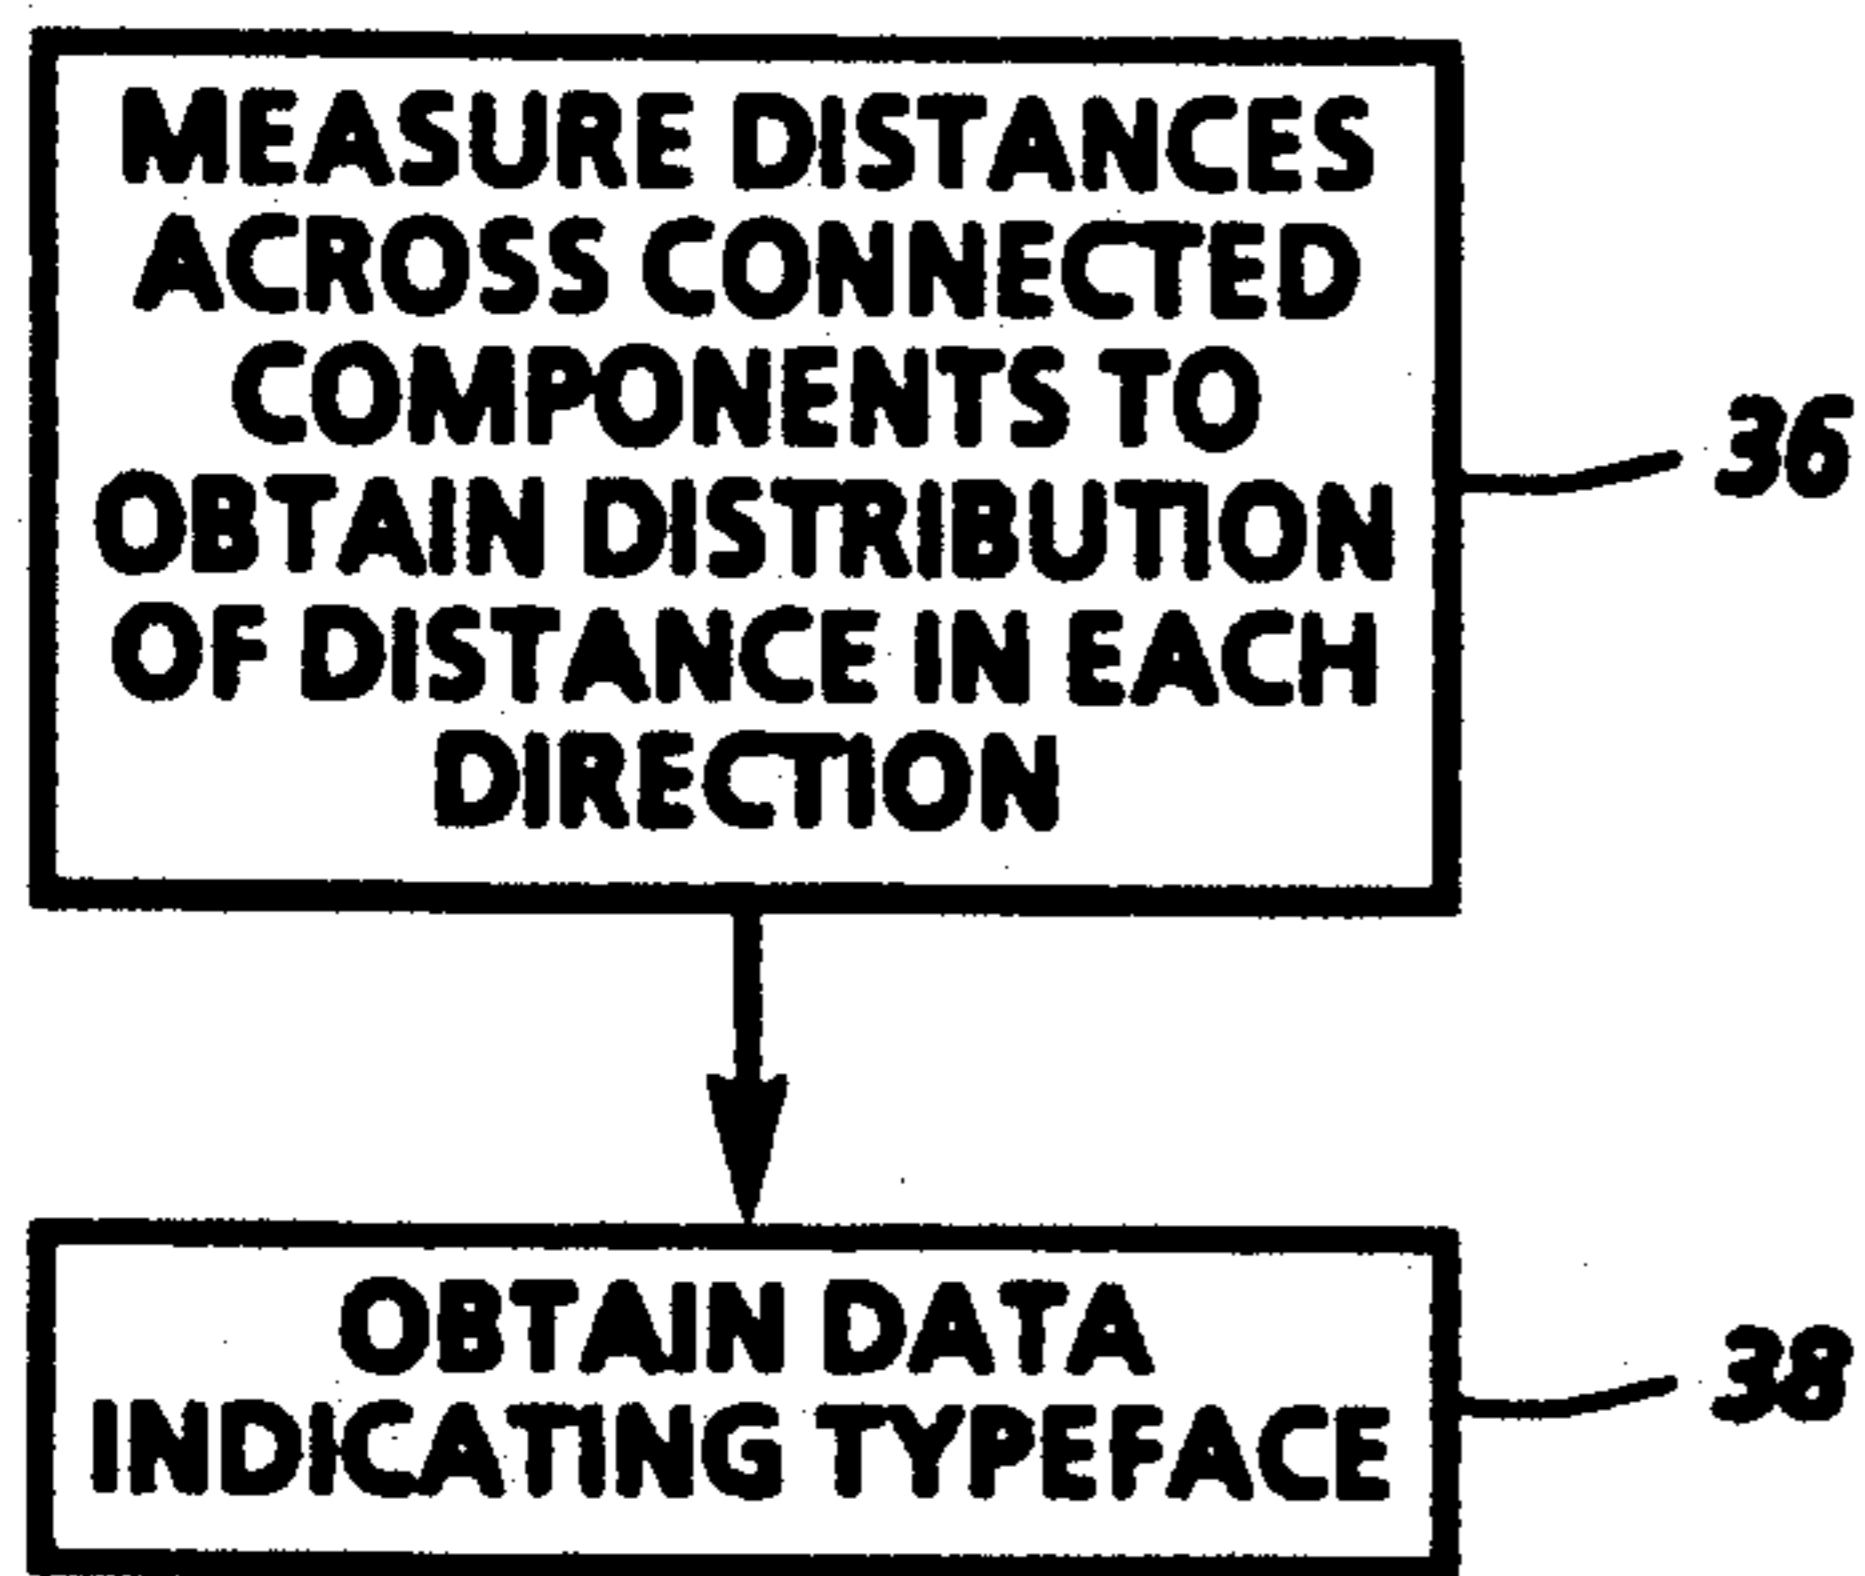 MEASURE DISTANCES
ACROSS CONNECTED
COMPONENTS TO
OBTAIN DISTRIBUTION
OF DISTANCE IN EACH
DIRECTION
36
OBTAIN DATA
INDICATING TYPEFACE
38